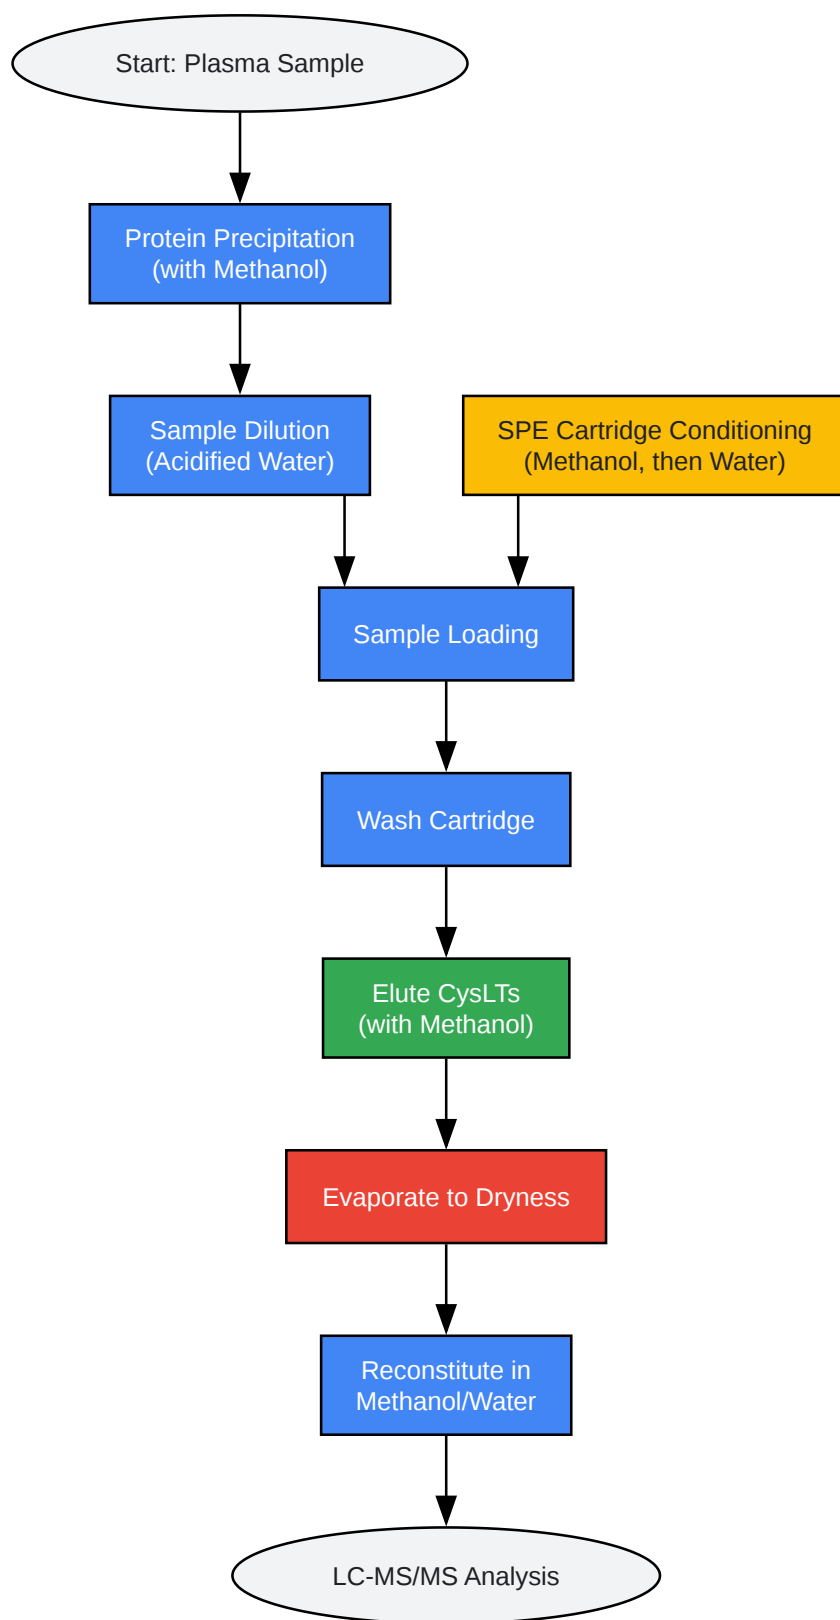 Start: Plasma Sample
Protein Precipitation
(with Methanol)
Sample Dilution
(Acidified Water)
SPE Cartridge Conditioning
(Methanol, then Water)
Sample Loading
Wash Cartridge
Elute CysLTs
(with Methanol)
Evaporate to Dryness
Reconstitute in
Methanol/Water
LC-MS/MS Analysis